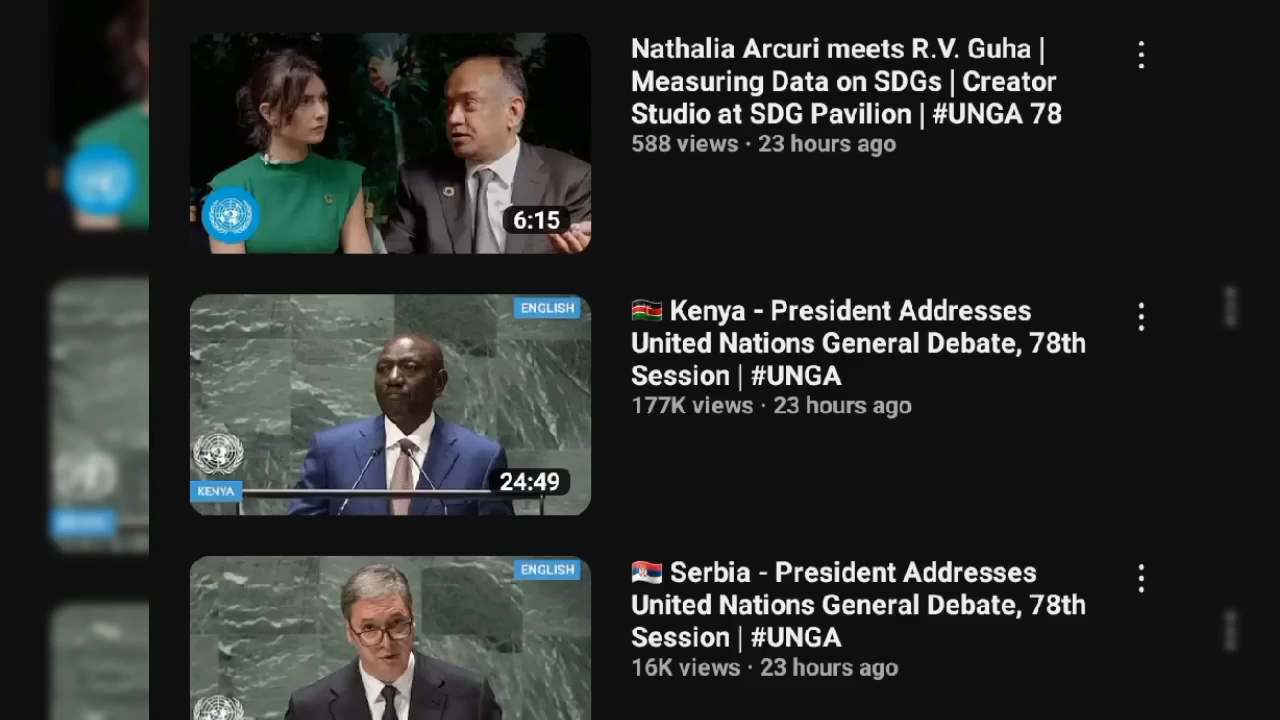 Nathalia Arcuri meets R.V. Guha |
Measuring Data on SDGs | Creator
Studio at SDG Pavilion | #UNGA 78
588 views · 23 hours ago
6:15
ENGLISH
🇰🇪 Kenya - President Addresses
United Nations General Debate, 78th
Session | #UNGA
177K views · 23 hours ago
KENYA
24:49
ENGLISH
🇷🇸 Serbia - President Addresses
United Nations General Debate, 78th
Session | #UNGA
16K views · 23 hours ago